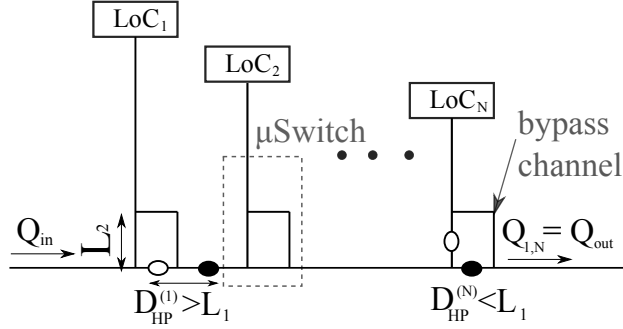 LoC₁
LoC₂
LoC_N
μSwitch
bypass
channel
Q_in
L₂
Q_{1,N} = Q_out
D_HP^(1) > L₁
D_HP^(N) < L₁